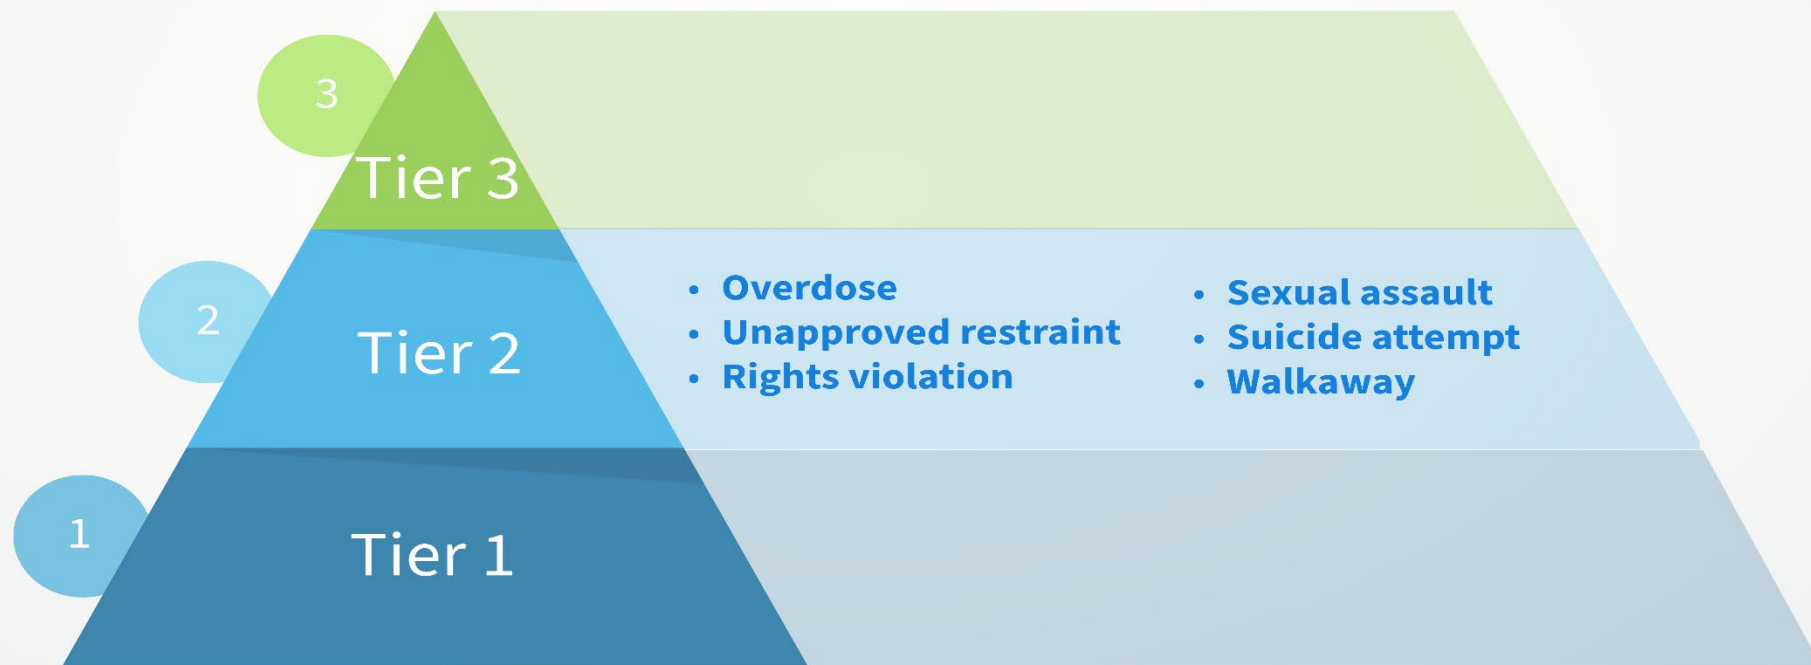 3
Tier 3
2
Tier 2
• Overdose
• Unapproved restraint
• Rights violation
• Sexual assault
• Suicide attempt
• Walkaway
1
Tier 1